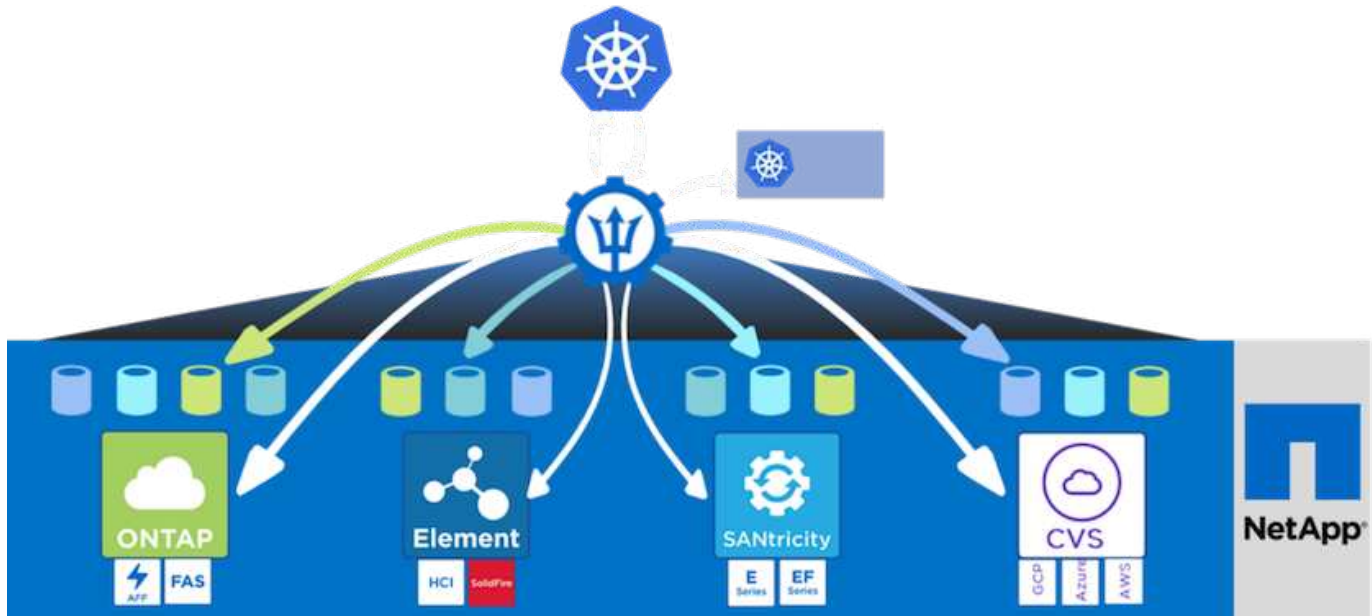 ONTAP
AFF
FAS
Element
HCI
SolidFire
SANtricity
E
Series
EF
Series
CVS
GCP
Azure
AWS
NetApp®